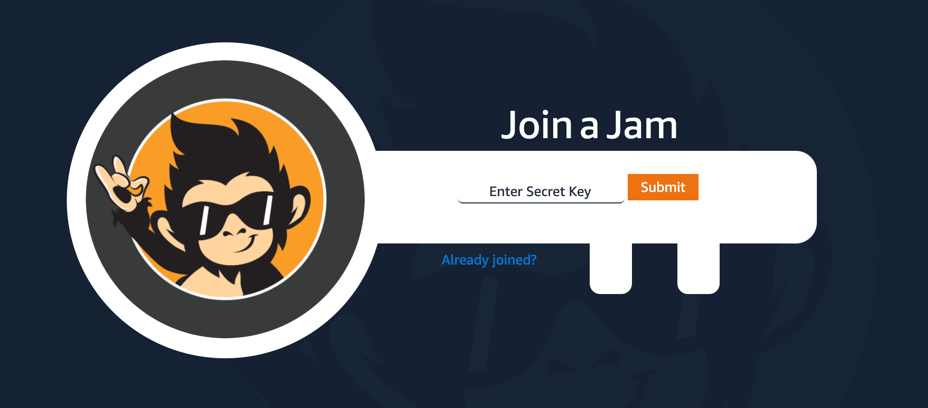 Join a Jam
Enter Secret Key
Submit
Already joined?